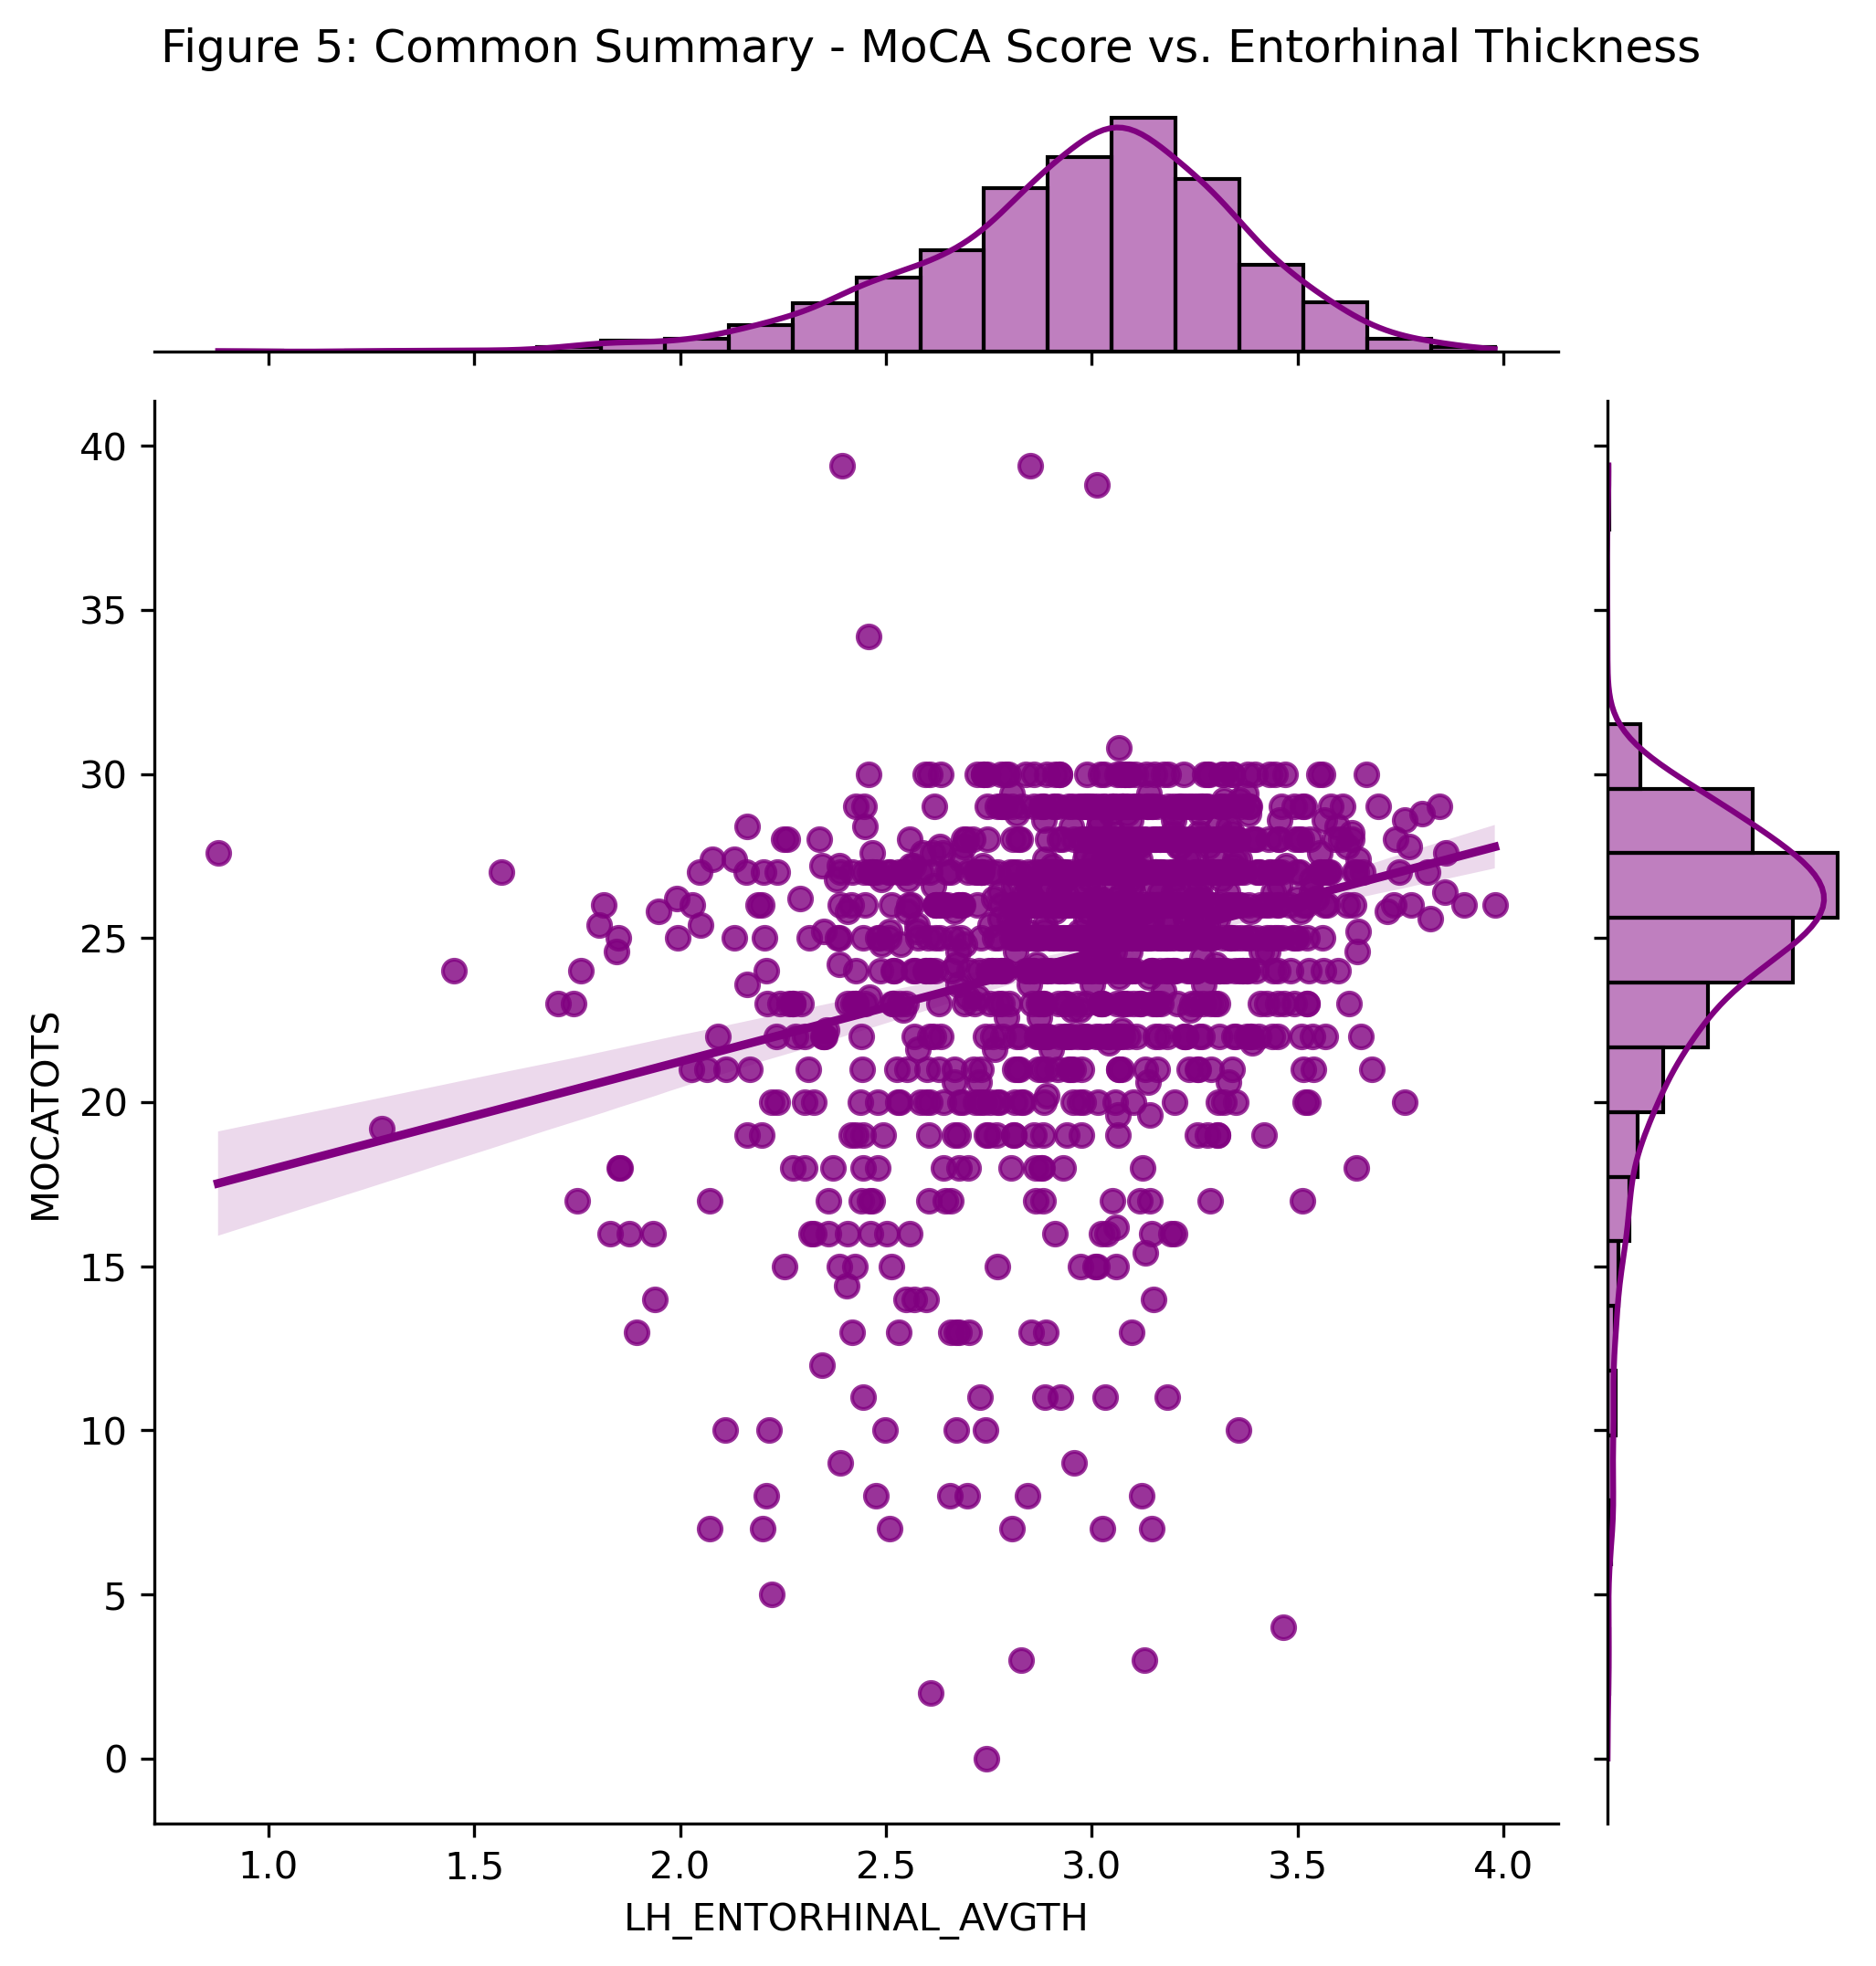 Figure 5: Common Summary - MoCA Score vs. Entorhinal Thickness
40
35
30
25
20
15
10
5
0
MOCATOTS
1.0 1.5 2.0 2.5 3.0 3.5 4.0
LH_ENTORHINAL_AVGTH